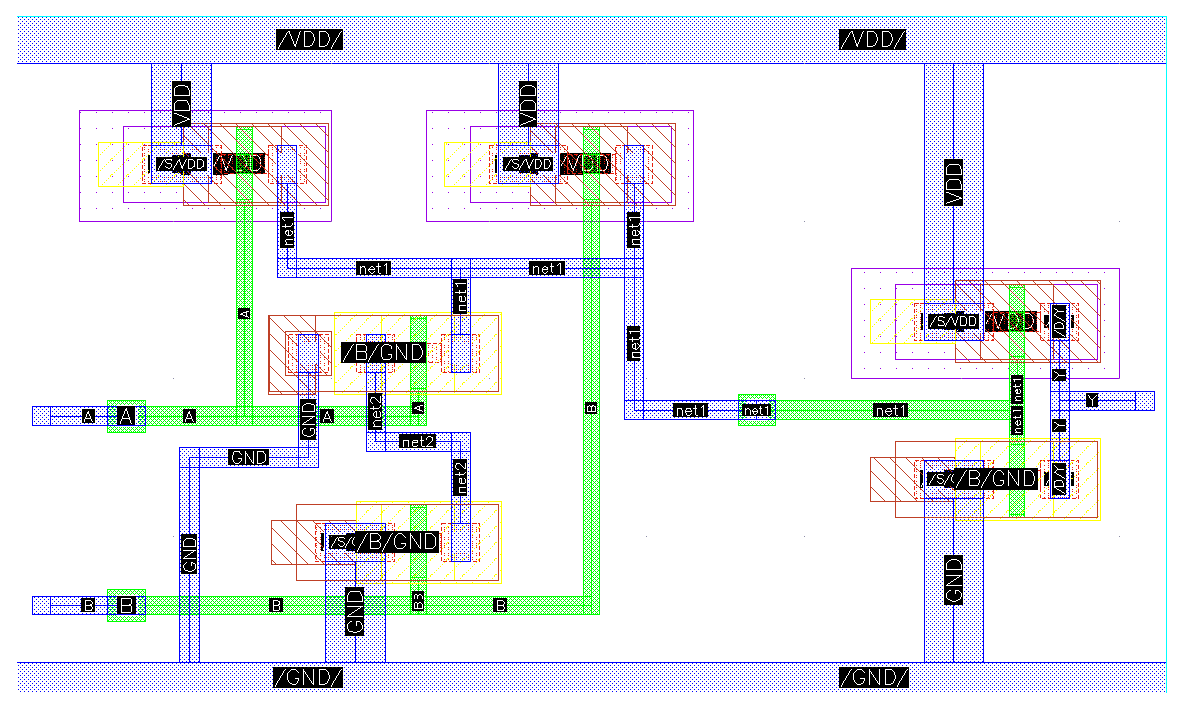 /VDD/ /VDD/
VDD VDD
/S/VDD /VDD /S/VDD /VDD
VDD
net1 net1
net1 net1
net1
A
/S/VDD /VDD /D/Y
net1
/B/GND
Y net1
A A A A GND net2 A B net1 net1 net1 net1 Y Y
net2
GND
net2 /B/GND /D/Y
/B/GND
GND
GND
B B B B3 B GND
/GND/ /GND/